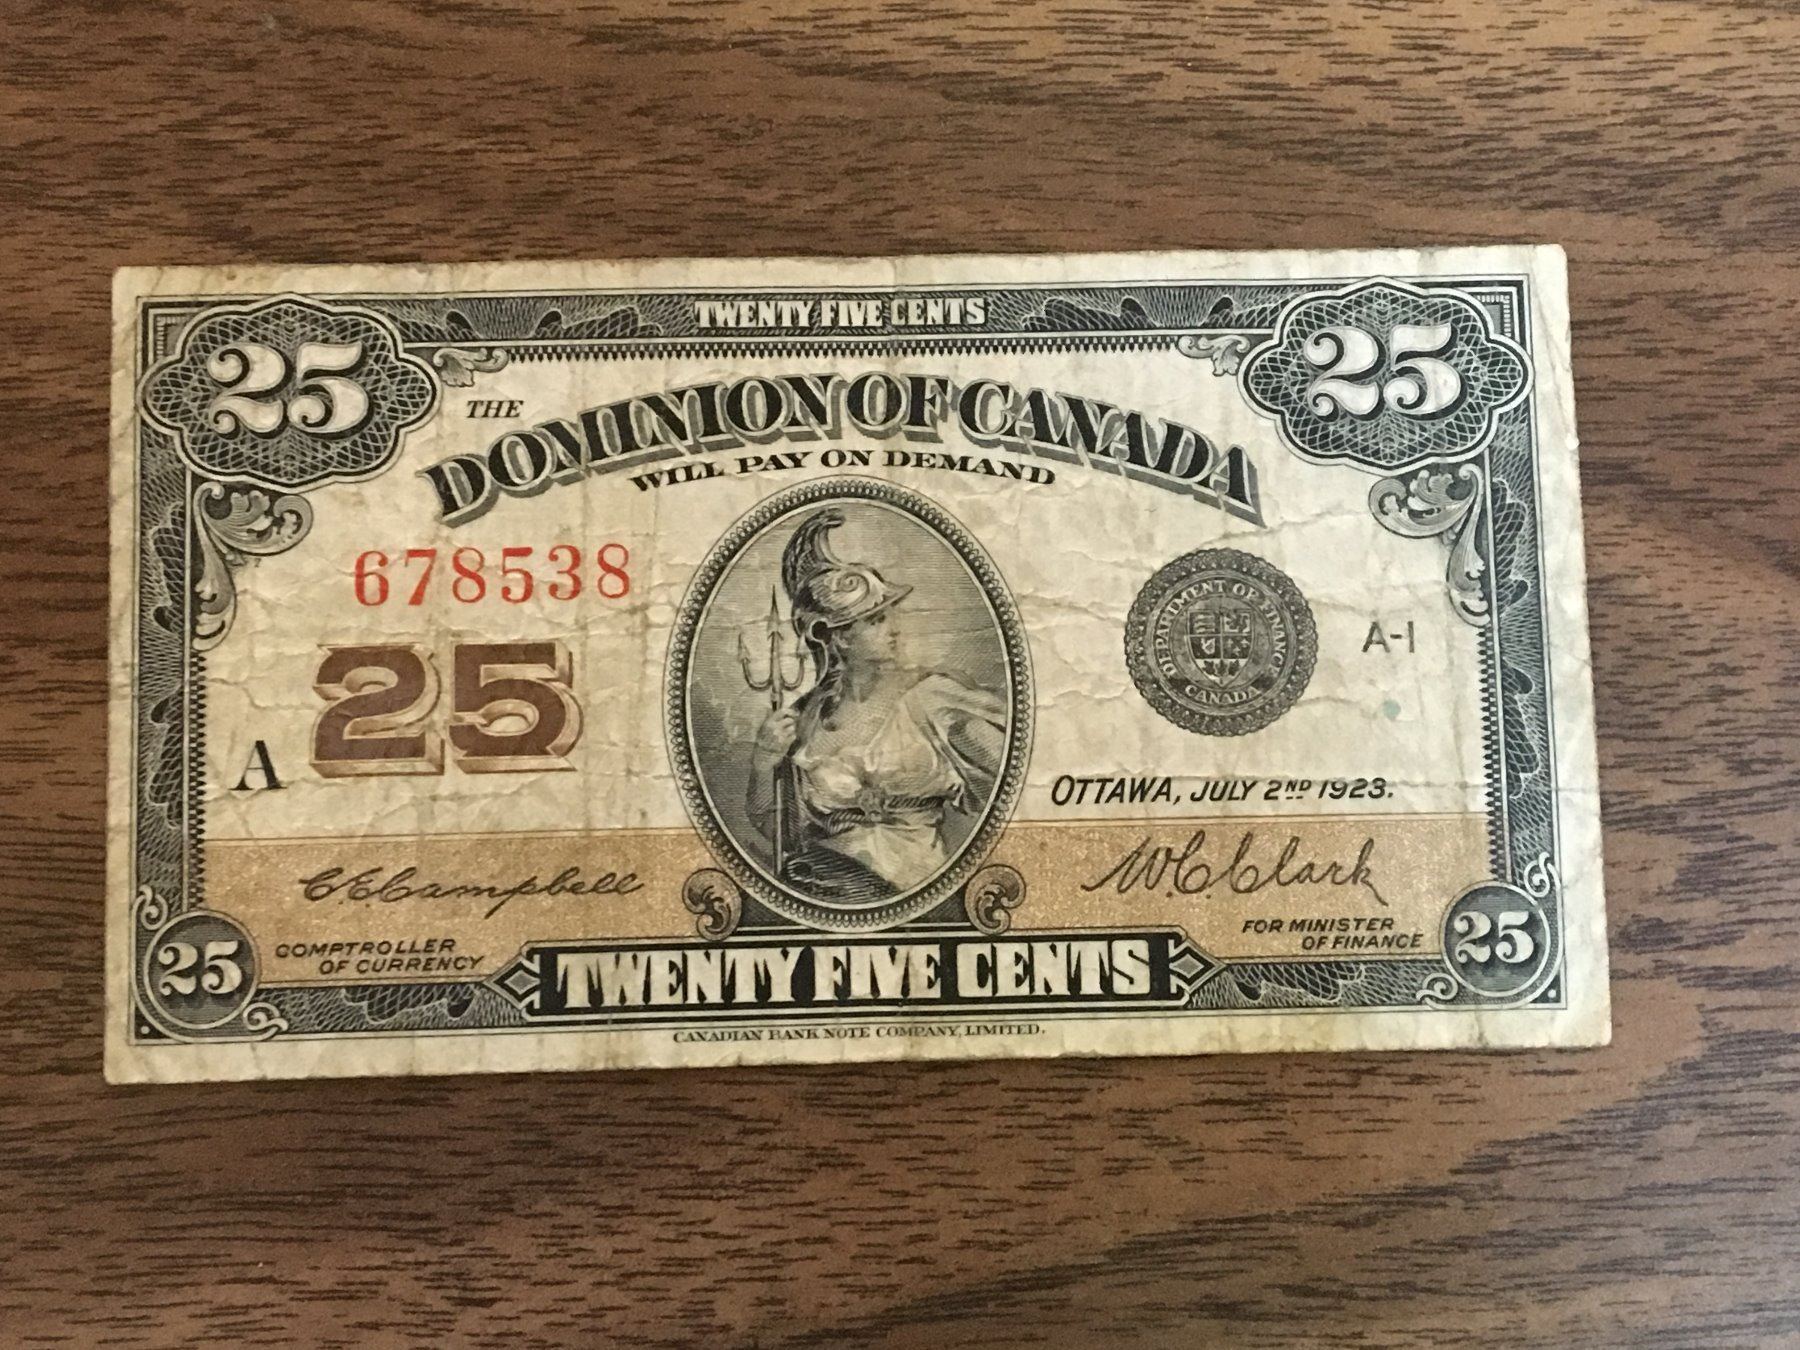 TWENTY FIVE CENTS
25
25
THE
DOMINION OF CANADA
WILL PAY ON DEMAND
678538
25
DEPARTMENT OF FINANCE
CANADA
A-1
A
OTTAWA, JULY 2ND 1923.
C.E. Campbell
W.C. Clark
COMPTROLLER
OF CURRENCY
FOR MINISTER
OF FINANCE
25
TWENTY FIVE CENTS
25
CANADIAN BANK NOTE COMPANY, LIMITED.